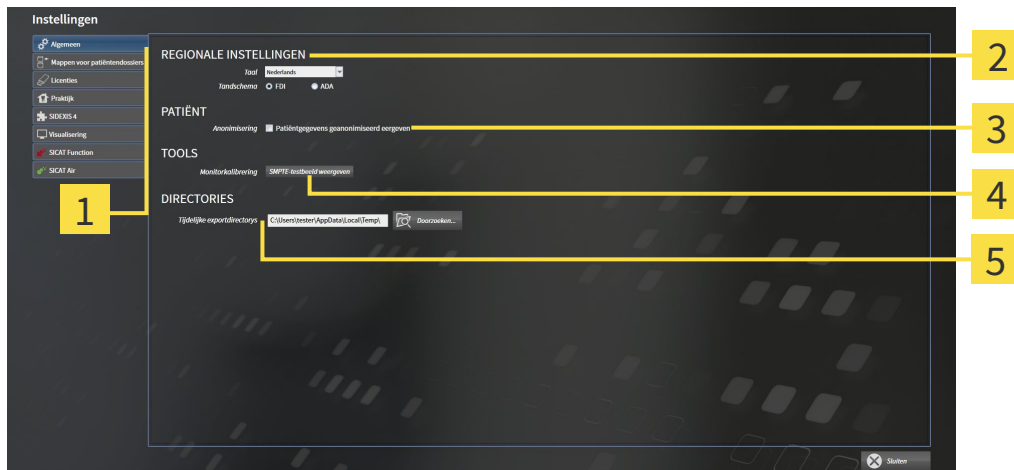 Instellingen
Algemeen
Mappen voor patiëntendossiers
Licenties
Praktijk
SIDEXIS 4
Visualisering
SICAT Function
SICAT Air
1
REGIONALE INSTELLINGEN
Taal Nederlands
Tandschema FDI ADA
PATIËNT
Anonimisering Patiëntgegevens geanonimiseerd eergeven
TOOLS
Monitorkalibrering SMPTE-testbeeld weergeven
DIRECTORIES
Tijdelijke exportdirectorys C:\Users\tester\AppData\Local\Temp\ Doorzoeken...
2
3
4
5
Sluiten